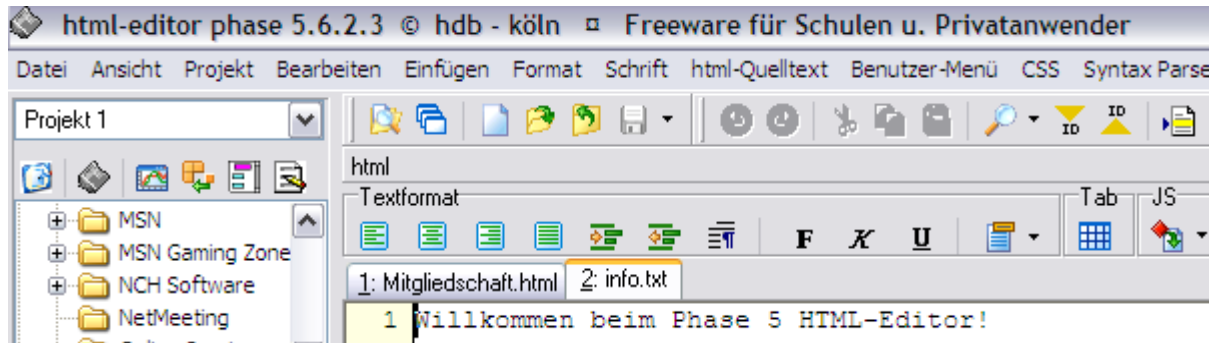 html-editor phase 5.6.2.3 © hdb - köln ¤ Freeware für Schulen u. Privatanwender
Datei Ansicht Projekt Bearbeiten Einfügen Format Schrift html-Quelltext Benutzer-Menü CSS Syntax Parse
Projekt 1
ID ID
html
Textformat Tab JS
F K U
MSN
MSN Gaming Zone
NCH Software
NetMeeting
1: Mitgliedschaft.html 2: info.txt
1 Willkommen beim Phase 5 HTML-Editor!